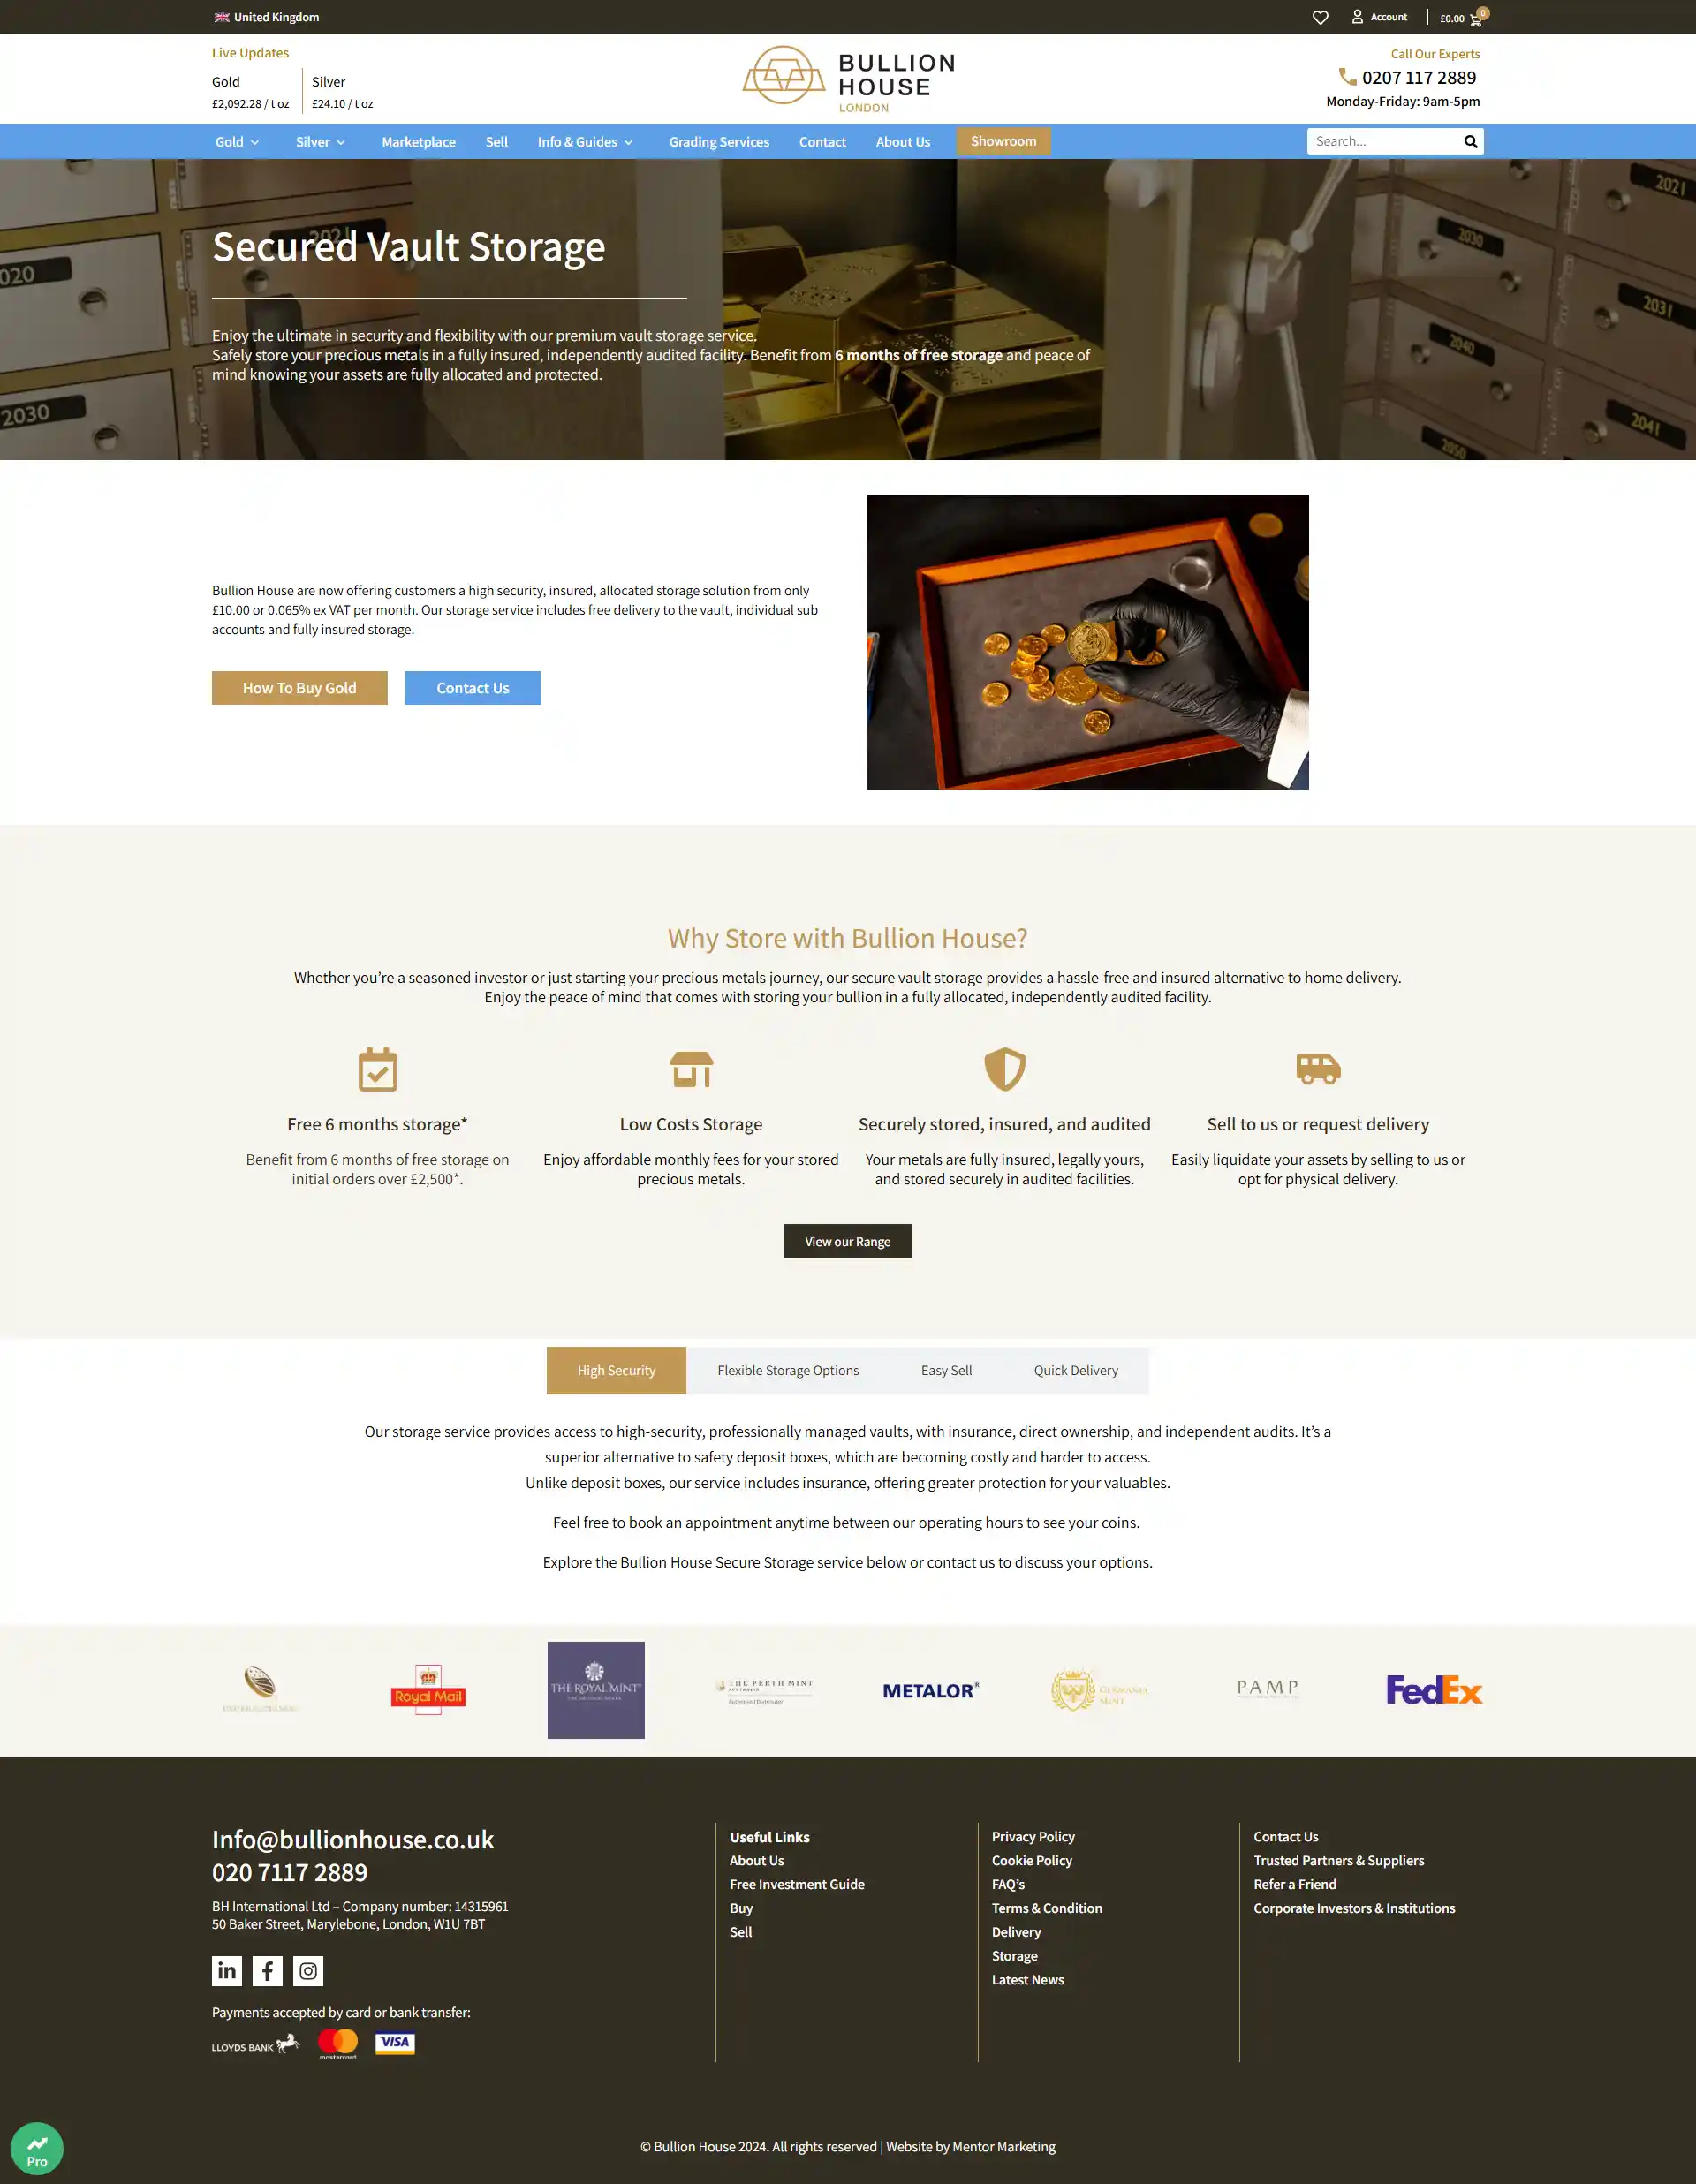 United Kingdom
Account
£0.00
0
Live Updates
Gold
Silver
£2,092.28 / t oz
£24.10 / t oz
BULLION
HOUSE
LONDON
Call Our Experts
0207 117 2889
Monday-Friday: 9am-5pm
Gold
Silver
Marketplace
Sell
Info & Guides
Grading Services
Contact
About Us
Showroom
Search...
2021
020
2030
2021
2030
2031
2040
2041
2050
Secured Vault Storage
Enjoy the ultimate in security and flexibility with our premium vault storage service.
Safely store your precious metals in a fully insured, independently audited facility. Benefit from 6 months of free storage and peace of
mind knowing your assets are fully allocated and protected.
Bullion House are now offering customers a high security, insured, allocated storage solution from only
£10.00 or 0.065% ex VAT per month. Our storage service includes free delivery to the vault, individual sub
accounts and fully insured storage.
How To Buy Gold
Contact Us
Why Store with Bullion House?
Whether you’re a seasoned investor or just starting your precious metals journey, our secure vault storage provides a hassle-free and insured alternative to home delivery.
Enjoy the peace of mind that comes with storing your bullion in a fully allocated, independently audited facility.
Free 6 months storage*
Benefit from 6 months of free storage on
initial orders over £2,500*.
Low Costs Storage
Enjoy affordable monthly fees for your stored
precious metals.
Securely stored, insured, and audited
Your metals are fully insured, legally yours,
and stored securely in audited facilities.
Sell to us or request delivery
Easily liquidate your assets by selling to us or
opt for physical delivery.
View our Range
High Security
Flexible Storage Options
Easy Sell
Quick Delivery
Our storage service provides access to high-security, professionally managed vaults, with insurance, direct ownership, and independent audits. It’s a
superior alternative to safety deposit boxes, which are becoming costly and harder to access.
Unlike deposit boxes, our service includes insurance, offering greater protection for your valuables.
Feel free to book an appointment anytime between our operating hours to see your coins.
Explore the Bullion House Secure Storage service below or contact us to discuss your options.
Royal Mail
THE ROYAL MINT®
THE PERTH MINT
AUSTRALIA
METALOR®
GERMANIA
MINT
PAMP
FedEx
Info@bullionhouse.co.uk
020 7117 2889
BH International Ltd – Company number: 14315961
50 Baker Street, Marylebone, London, W1U 7BT
in
f
Payments accepted by card or bank transfer:
LLOYDS BANK
mastercard
VISA
Useful Links
About Us
Free Investment Guide
Buy
Sell
Privacy Policy
Cookie Policy
FAQ’s
Terms & Condition
Delivery
Storage
Latest News
Contact Us
Trusted Partners & Suppliers
Refer a Friend
Corporate Investors & Institutions
Pro
© Bullion House 2024. All rights reserved | Website by Mentor Marketing